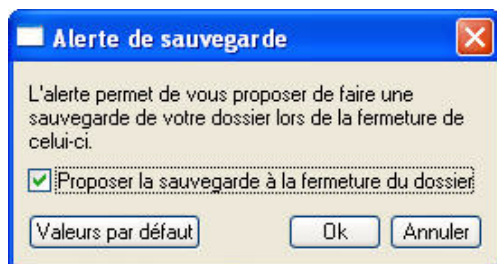 Alerte de sauvegarde
L'alerte permet de vous proposer de faire une
sauvegarde de votre dossier lors de la fermeture de
celui-ci.
Proposer la sauvegarde à la fermeture du dossier
Valeurs par défaut Ok Annuler